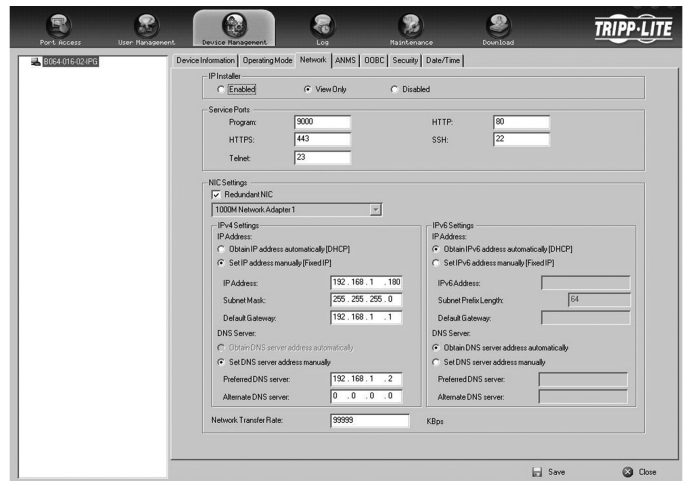 Port Access User Management Device Management Log Maintenance Download TRIPP·LITE
B064-016-02-IPG
Device Information Operating Mode Network ANMS OOBC Security Date/Time
IP Installer
Enabled View Only Disabled
Service Ports
Program: 9000 HTTP: 80
HTTPS: 443 SSH: 22
Telnet: 23
NIC Settings
Redundant NIC
1000M Network Adapter 1
IPv4 Settings
IP Address:
Obtain IP address automatically [DHCP]
Set IP address manually [Fixed IP]
IP Address: 192 . 168 . 1 . 180
Subnet Mask: 255 . 255 . 255 . 0
Default Gateway: 192 . 168 . 1 . 1
DNS Server:
Obtain DNS server address automatically
Set DNS server address manually
Preferred DNS server: 192 . 168 . 1 . 2
Alternate DNS server: 0 . 0 . 0 . 0
IPv6 Settings
IP Address:
Obtain IPv6 address automatically [DHCP]
Set IPv6 address manually [Fixed IP]
IPv6 Address:
Subnet Prefix Length: 64
Default Gateway:
DNS Server:
Obtain DNS server address automatically
Set DNS server address manually
Preferred DNS server:
Alternate DNS server:
Network Transfer Rate: 99999 KBps
Save Close